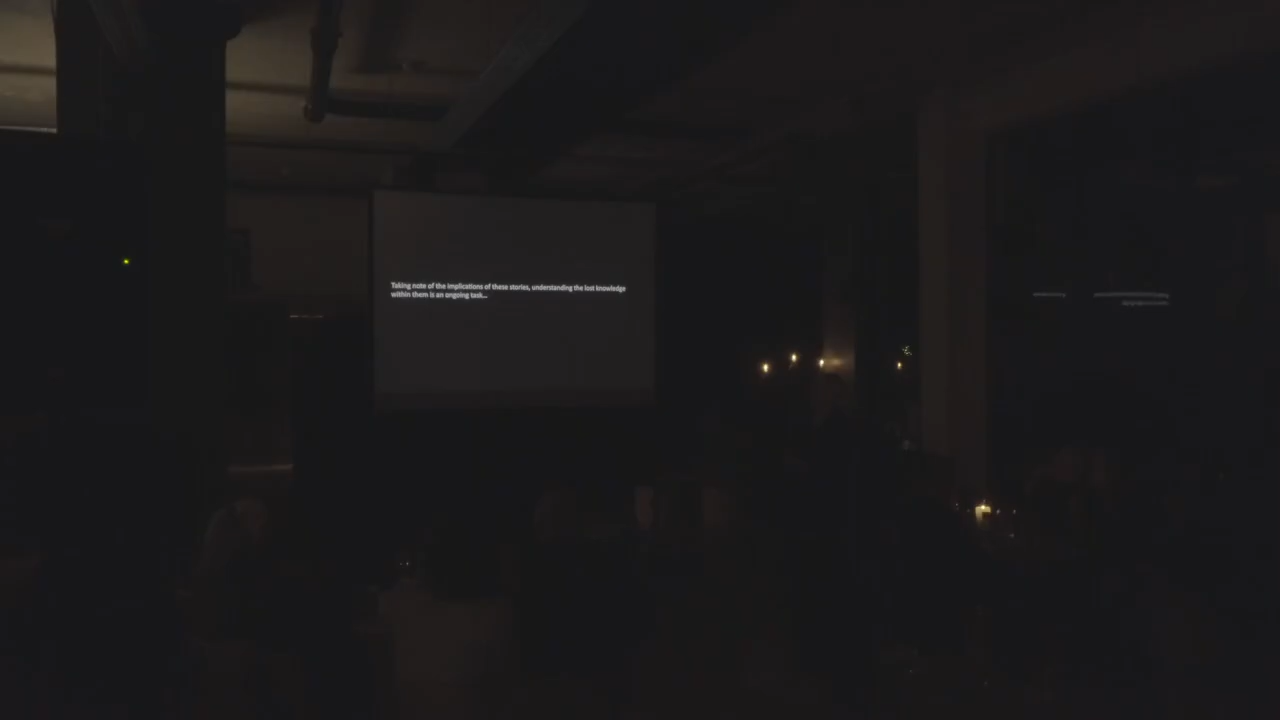 Taking note of the implications of these stories, understanding the lost knowledge
within them is an ongoing task...